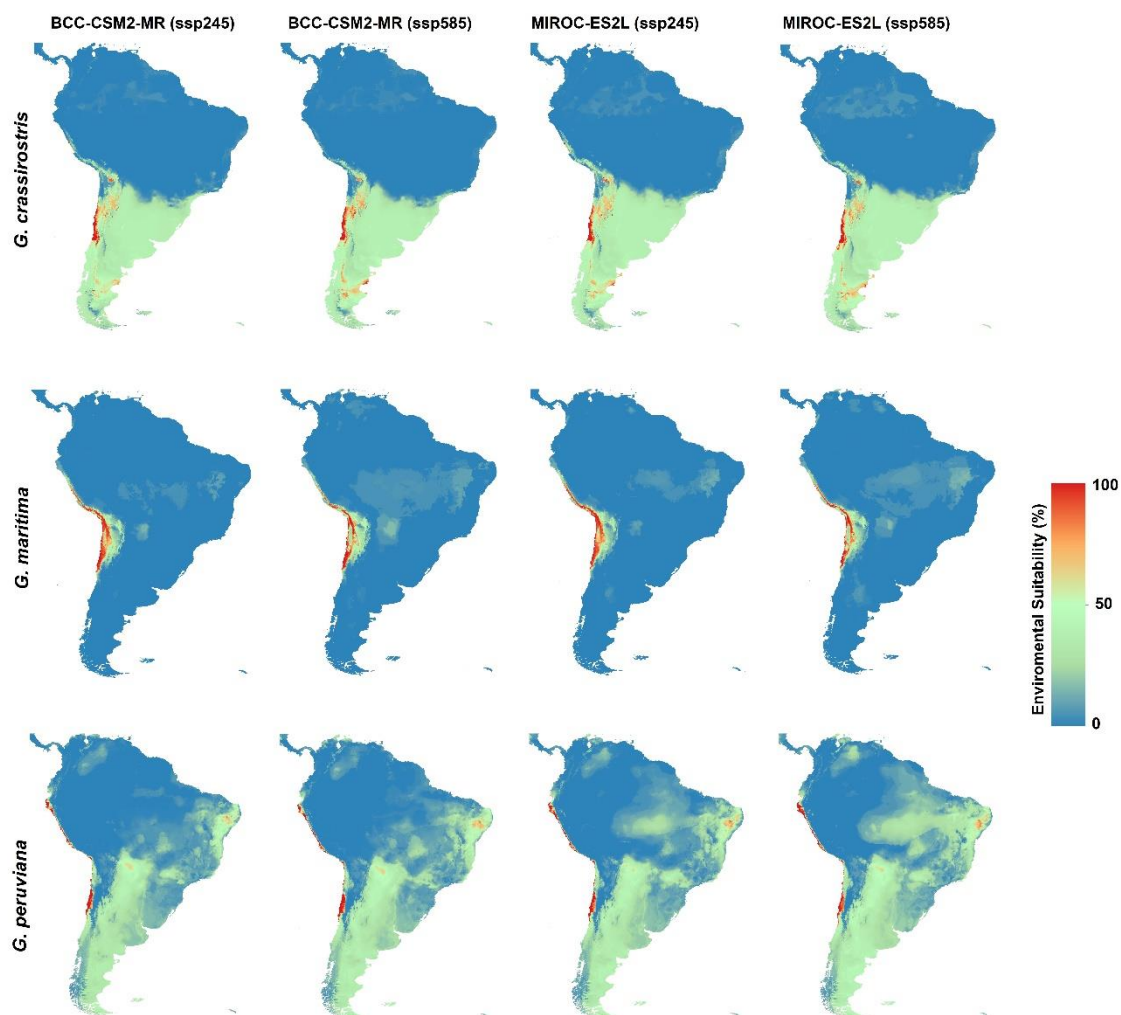 BCC-CSM2-MR (ssp245)
BCC-CSM2-MR (ssp585)
MIROC-ES2L (ssp245)
MIROC-ES2L (ssp585)
G. crassirostris
G. maritima
G. peruviana
100
50
0
Enviromental Suitability (%)